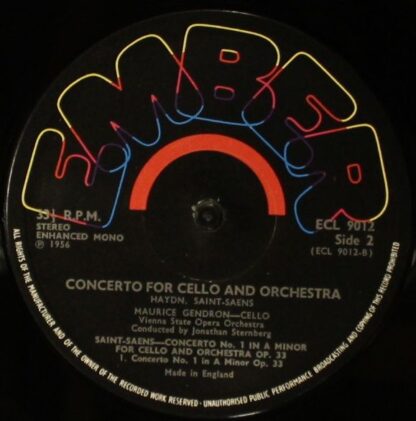 EMBER
33⅓ R.P.M.
STEREO
ENHANCED MONO
℗ 1956
ECL 9012
Side 2
(ECL 9012-B)
CONCERTO FOR CELLO AND ORCHESTRA
HAYDN, SAINT-SAENS
MAURICE GENDRON—CELLO
Vienna State Opera Orchestra
Conducted by Jonathan Sternberg
SAINT-SAENS—CONCERTO No. 1 IN A MINOR
FOR CELLO AND ORCHESTRA OP. 33
1. Concerto No. 1 in A Minor Op. 33
Made in England
ALL RIGHTS OF THE MANUFACTURER AND OF THE OWNER OF THE RECORDED WORK RESERVED · UNAUTHORISED PUBLIC PERFORMANCE BROADCASTING AND COPYING OF THIS RECORD PROHIBITED